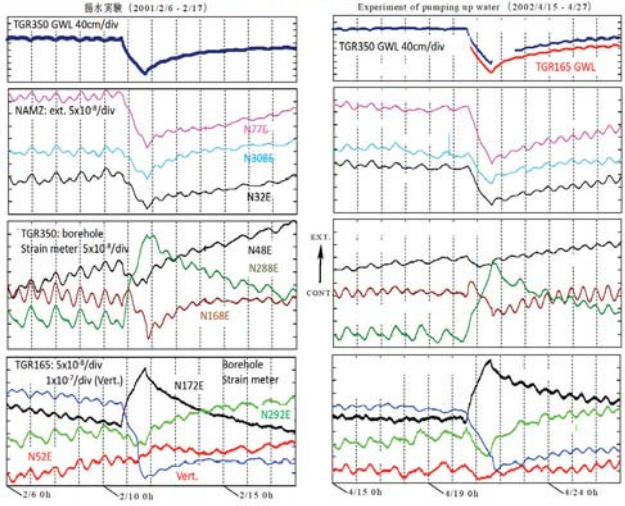 揚水実験 (2001/2/6 - 2/17)
TGR350 GWL 40cm/div
NAMZ: ext. 5x10⁻⁸/div
N77E
N308E
N32E
TGR350: borehole
Strain meter 5x10⁻⁸/div
N48E
N288E
N168E
TGR165: 5x10⁻⁸/div
1x10⁻⁷/div (Vert.)
Borehole
Strain meter
N172E
N292E
N52E
Vert.
2/6 0h
2/10 0h
2/15 0h
Experiment of pumping up water (2002/4/15 - 4/27)
TGR350 GWL 40cm/div
TGR165 GWL
EXT.
CONT.
4/15 0h
4/19 0h
4/24 0h